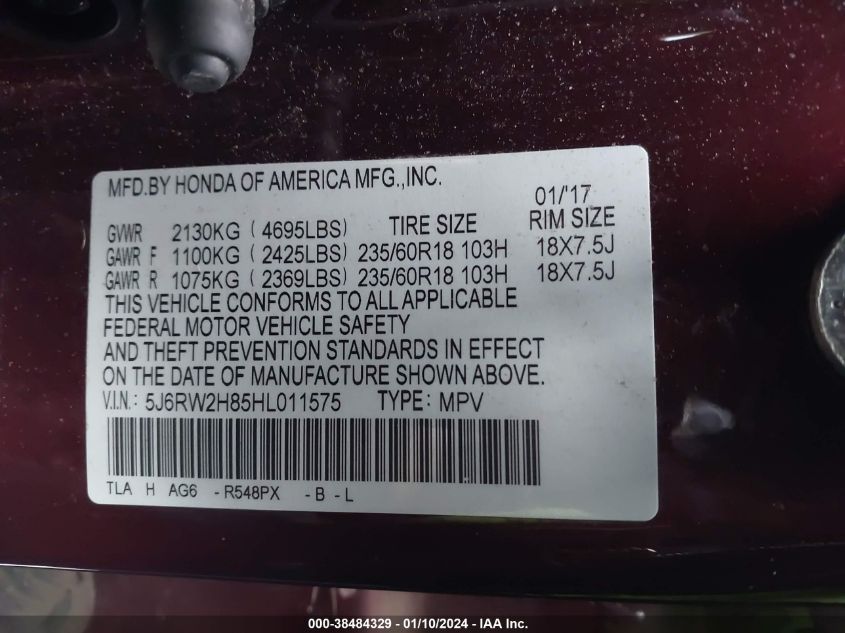 MFD.BY HONDA OF AMERICA MFG.,INC.
01/'17
GVWR 2130KG ( 4695LBS) TIRE SIZE RIM SIZE
GAWR F 1100KG ( 2425LBS) 235/60R18 103H 18X7.5J
GAWR R 1075KG ( 2369LBS) 235/60R18 103H 18X7.5J
THIS VEHICLE CONFORMS TO ALL APPLICABLE
FEDERAL MOTOR VEHICLE SAFETY
AND THEFT PREVENTION STANDARDS IN EFFECT
ON THE DATE OF MANUFACTURE SHOWN ABOVE.
V.I.N.: 5J6RW2H85HL011575 TYPE: MPV
TLA H AG6 - R548PX - B - L
000-38484329 - 01/10/2024 - IAA Inc.